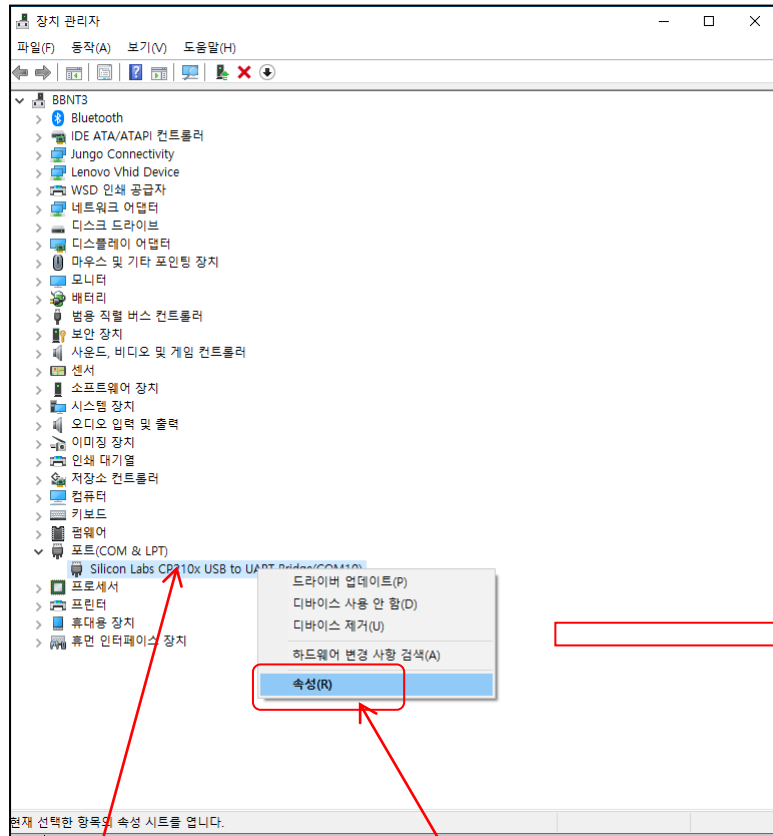 장치 관리자
파일(F) 동작(A) 보기(V) 도움말(H)
BBNT3
Bluetooth
IDE ATA/ATAPI 컨트롤러
Jungo Connectivity
Lenovo Vhid Device
WSD 인쇄 공급자
네트워크 어댑터
디스크 드라이브
디스플레이 어댑터
마우스 및 기타 포인팅 장치
모니터
배터리
범용 직렬 버스 컨트롤러
보안 장치
사운드, 비디오 및 게임 컨트롤러
센서
소프트웨어 장치
시스템 장치
오디오 입력 및 출력
이미징 장치
인쇄 대기열
저장소 컨트롤러
컴퓨터
키보드
펌웨어
포트(COM & LPT)
Silicon Labs CP210x USB to UART Bridge(COM10)
프로세서
프린터
휴대용 장치
휴먼 인터페이스 장치
드라이버 업데이트(P)
디바이스 사용 안 함(D)
디바이스 제거(U)
하드웨어 변경 사항 검색(A)
속성(R)
현재 선택한 항목의 속성 시트를 엽니다.